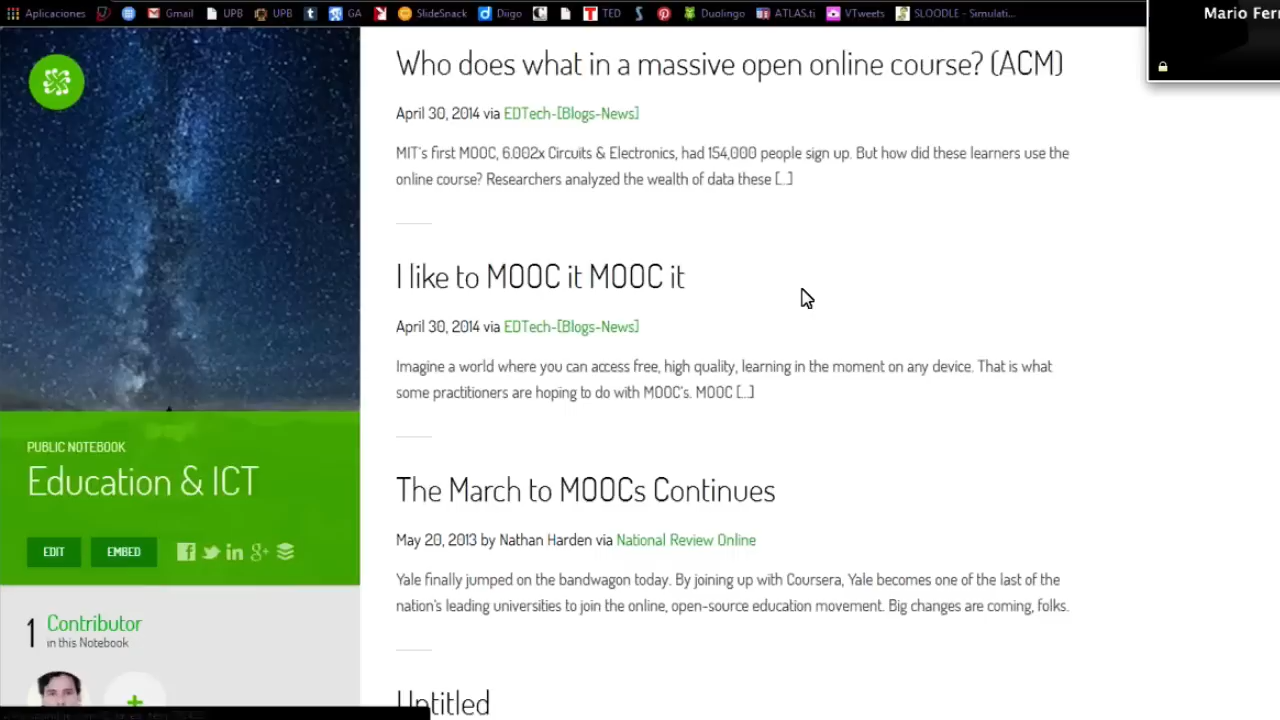 Aplicaciones Gmail UPB UPB GA SlideSnack Diigo TED Duolingo ATLAS.ti VTweets SLOODLE - Simulati...
Mario Fer
Who does what in a massive open online course? (ACM)
April 30, 2014 via EDTech-[Blogs-News]
MIT's first MOOC, 6.002x Circuits & Electronics, had 154,000 people sign up. But how did these learners use the
online course? Researchers analyzed the wealth of data these [...]
I like to MOOC it MOOC it
April 30, 2014 via EDTech-[Blogs-News]
Imagine a world where you can access free, high quality, learning in the moment on any device. That is what
some practitioners are hoping to do with MOOC's. MOOC [...]
The March to MOOCs Continues
May 20, 2013 by Nathan Harden via National Review Online
Yale finally jumped on the bandwagon today. By joining up with Coursera, Yale becomes one of the last of the
nation's leading universities to join the online, open-source education movement. Big changes are coming, folks.
Untitled
PUBLIC NOTEBOOK
Education & ICT
EDIT EMBED
1 Contributor
in this Notebook